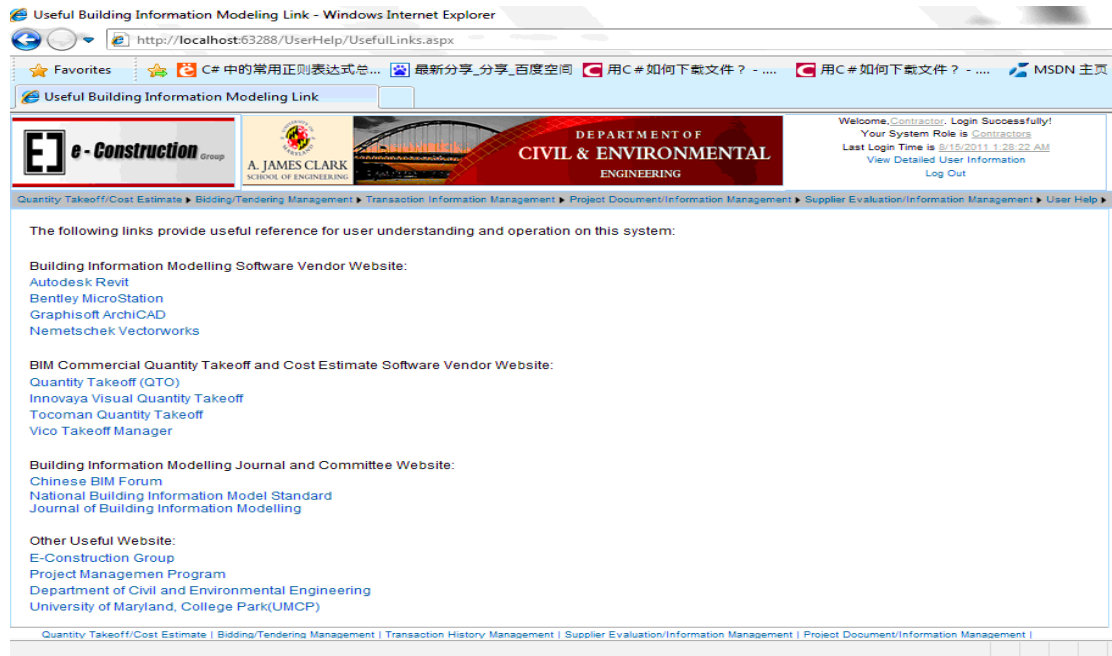 Useful Building Information Modeling Link - Windows Internet Explorer
http://localhost:63288/UserHelp/UsefulLinks.aspx
Favorites C# 中的常用正则表达式总... 最新分享_分享_百度空间 用C#如何下载文件? - .... 用C#如何下载文件? - .... MSDN 主页
Useful Building Information Modeling Link
E] e - Construction Group
UNIVERSITY OF MARYLAND
A. JAMES CLARK
SCHOOL OF ENGINEERING
DEPARTMENT OF
CIVIL & ENVIRONMENTAL
ENGINEERING
Welcome,Contractor. Login Successfully!
Your System Role is Contractors
Last Login Time is 8/15/2011 1:28:22 AM
View Detailed User Information
Log Out
Quantity Takeoff/Cost Estimate ▶ Bidding/Tendering Management ▶ Transaction Information Management ▶ Project Document/Information Management ▶ Supplier Evaluation/Information Management ▶ User Help ▶
The following links provide useful reference for user understanding and operation on this system:
Building Information Modelling Software Vendor Website:
Autodesk Revit
Bentley MicroStation
Graphisoft ArchiCAD
Nemetschek Vectorworks
BIM Commercial Quantity Takeoff and Cost Estimate Software Vendor Website:
Quantity Takeoff (QTO)
Innovaya Visual Quantity Takeoff
Tocoman Quantity Takeoff
Vico Takeoff Manager
Building Information Modelling Journal and Committee Website:
Chinese BIM Forum
National Building Information Model Standard
Journal of Building Information Modelling
Other Useful Website:
E-Construction Group
Project Managemen Program
Department of Civil and Environmental Engineering
University of Maryland, College Park(UMCP)
Quantity Takeoff/Cost Estimate | Bidding/Tendering Management | Transaction History Management | Supplier Evaluation/Information Management | Project Document/Information Management |